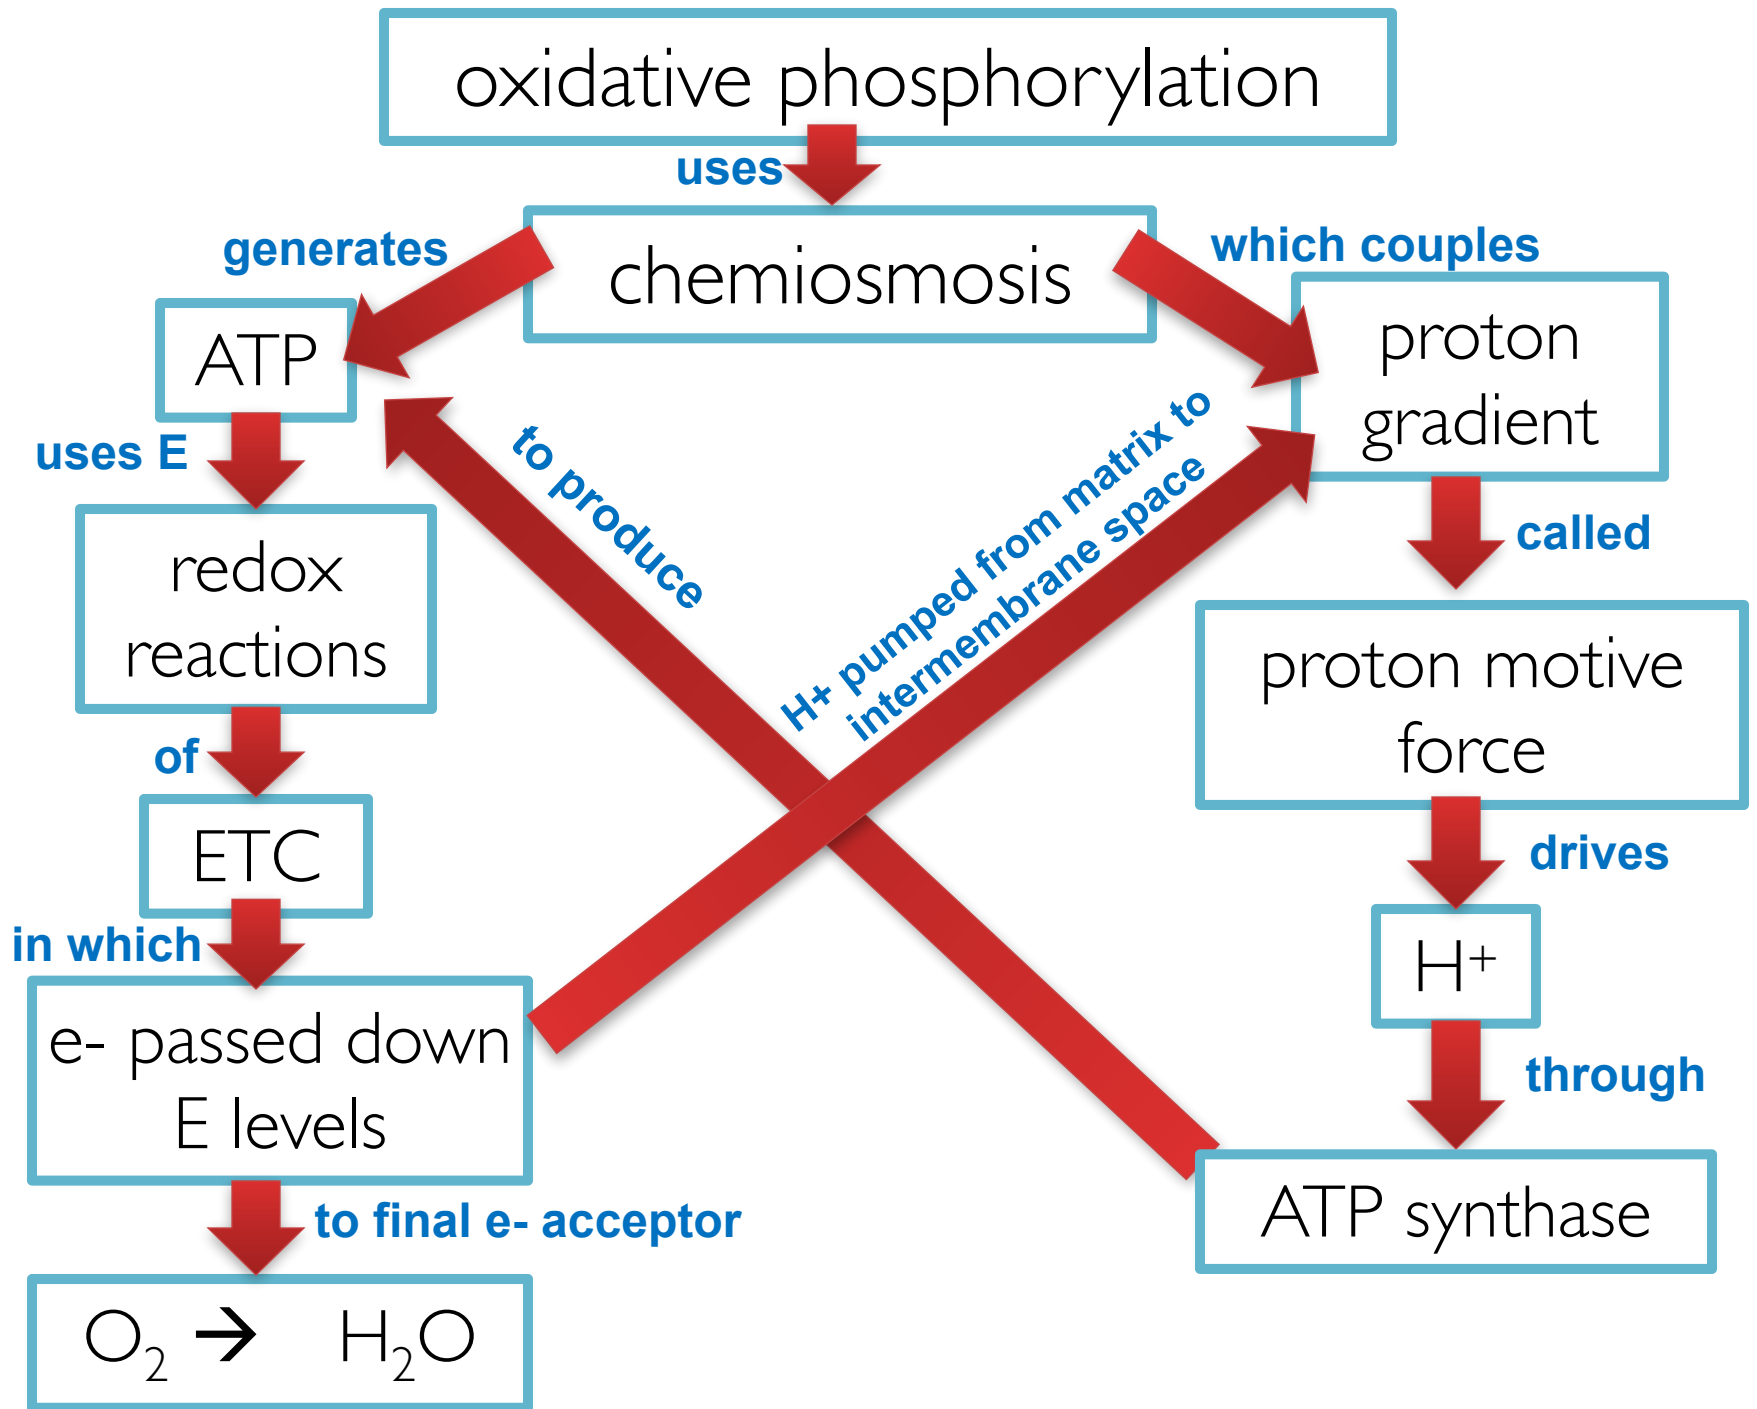 oxidative phosphorylation
uses
generates
chemiosmosis
which couples
ATP
proton
gradient
uses E
to produce
H+ pumped from matrix to
intermembrane space
called
redox
reactions
proton motive
force
of
ETC
drives
in which
H⁺
e- passed down
E levels
through
to final e- acceptor
ATP synthase
O₂ → H₂O